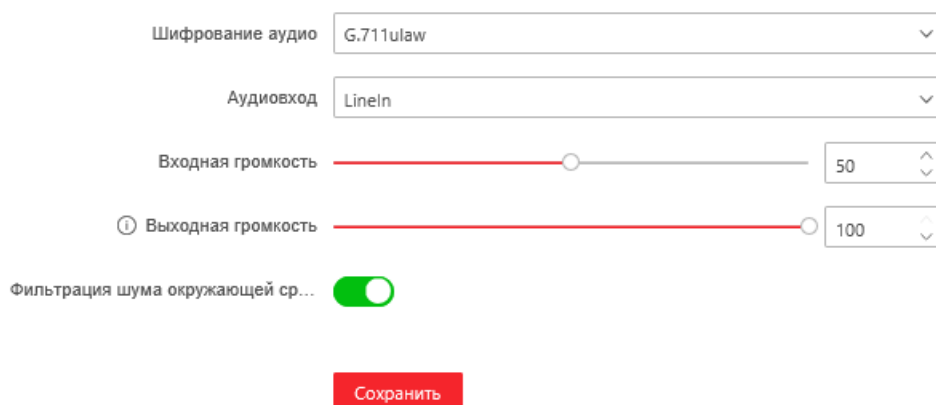 Шифрование аудио G.711ulaw
Аудиовход LineIn
Входная громкость 50
Выходная громкость 100
Фильтрация шума окружающей ср...
Сохранить